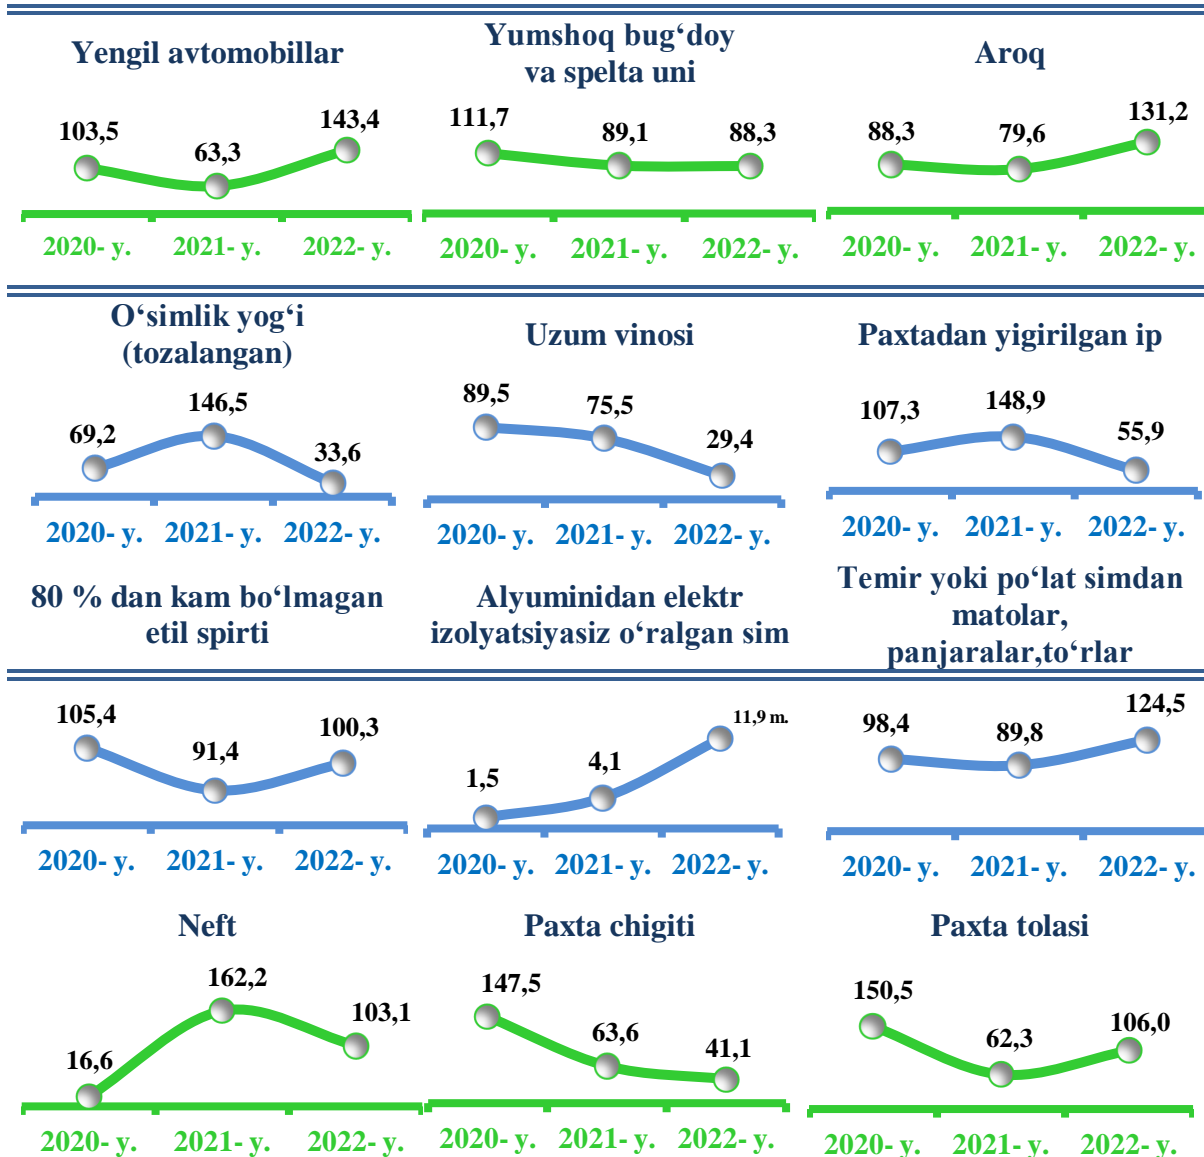 Yengil avtomobillar
103,5
63,3
143,4
2020- y. 2021- y. 2022- y.
Yumshoq bug‘doy
va spelta uni
111,7
89,1
88,3
2020- y. 2021- y. 2022- y.
Aroq
88,3
79,6
131,2
2020- y. 2021- y. 2022- y.
O‘simlik yog‘i
(tozalangan)
69,2
146,5
33,6
2020- y. 2021- y. 2022- y.
Uzum vinosi
89,5
75,5
29,4
2020- y. 2021- y. 2022- y.
Paxtadan yigirilgan ip
107,3
148,9
55,9
2020- y. 2021- y. 2022- y.
80 % dan kam bo‘lmagan
etil spirti
105,4
91,4
100,3
2020- y. 2021- y. 2022- y.
Alyuminidan elektr
izolyatsiyasiz o‘ralgan sim
1,5
4,1
11,9 m.
2020- y. 2021- y. 2022- y.
Temir yoki po‘lat simdan
matolar,
panjaralar,to‘rlar
98,4
89,8
124,5
2020- y. 2021- y. 2022- y.
Neft
16,6
162,2
103,1
2020- y. 2021- y. 2022- y.
Paxta chigiti
147,5
63,6
41,1
2020- y. 2021- y. 2022- y.
Paxta tolasi
150,5
62,3
106,0
2020- y. 2021- y. 2022- y.